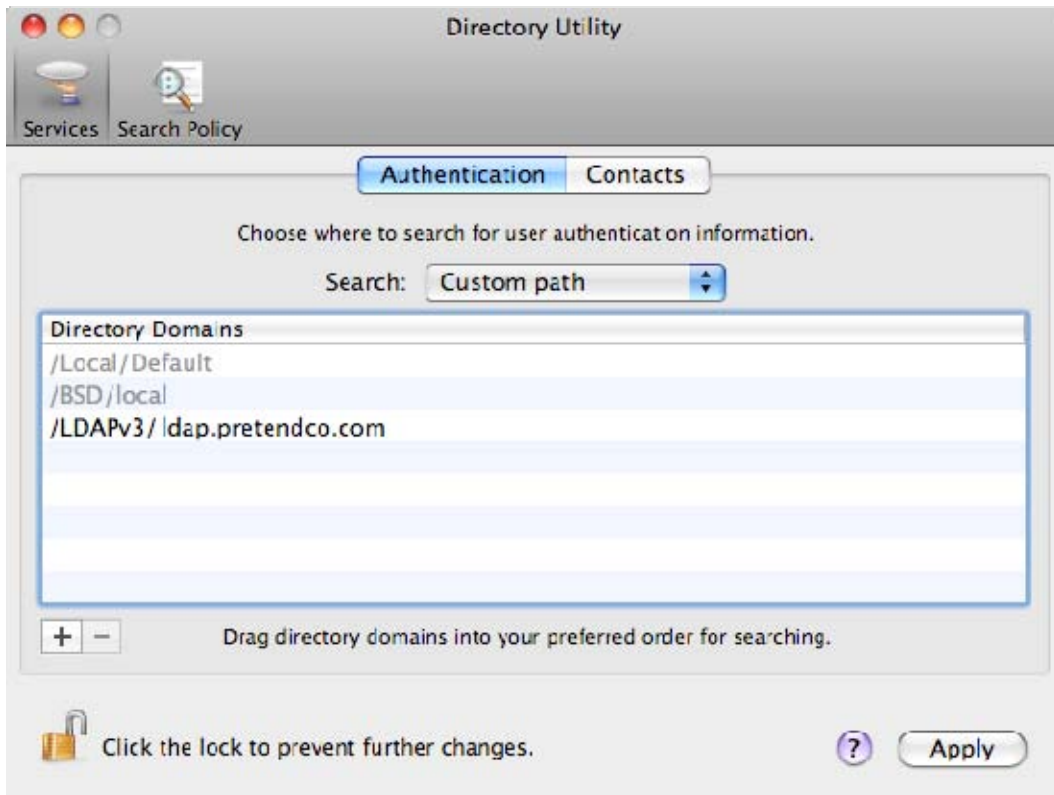 Directory Utility
Services Search Policy
Authentication Contacts
Choose where to search for user authentication information.
Search: Custom path
Directory Domains
/Local/Default
/BSD/local
/LDAPv3/ ldap.pretendco.com
+ −
Drag directory domains into your preferred order for searching.
Click the lock to prevent further changes.
? Apply